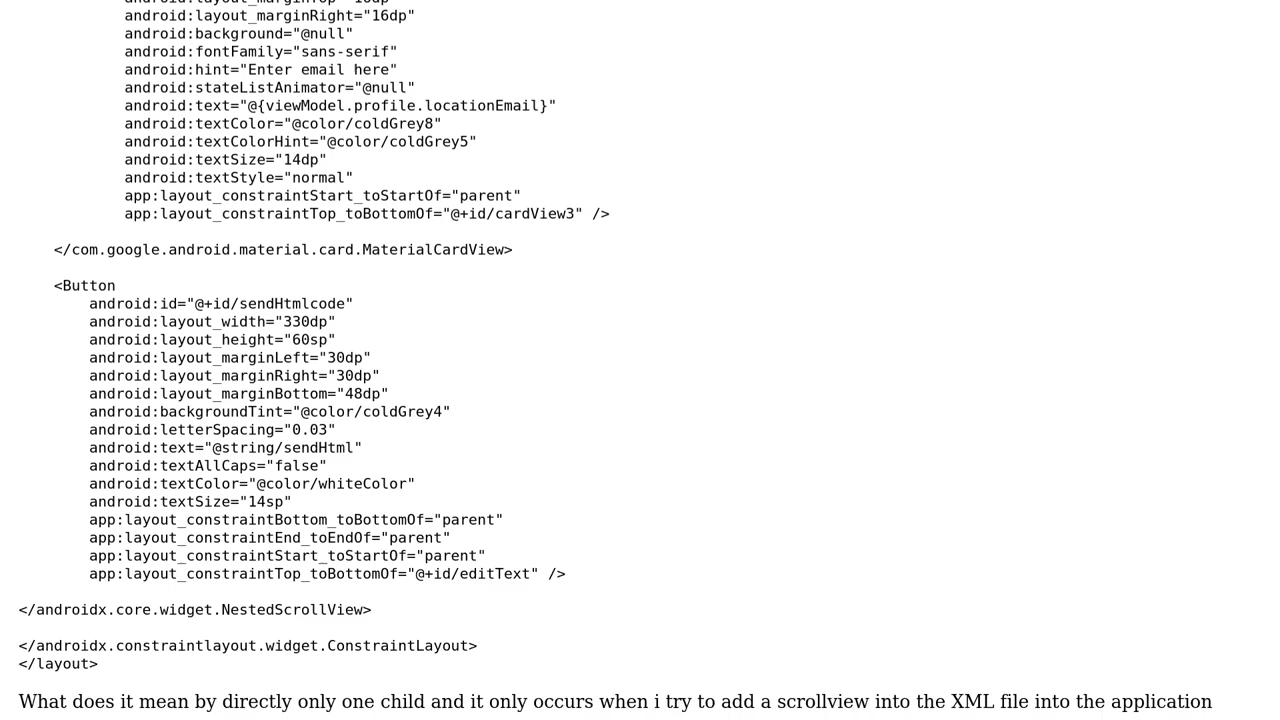 android:layout_marginTop="16dp"
android:layout_marginRight="16dp"
android:background="@null"
android:fontFamily="sans-serif"
android:hint="Enter email here"
android:stateListAnimator="@null"
android:text="@{viewModel.profile.locationEmail}"
android:textColor="@color/coldGrey8"
android:textColorHint="@color/coldGrey5"
android:textSize="14dp"
android:textStyle="normal"
app:layout_constraintStart_toStartOf="parent"
app:layout_constraintTop_toBottomOf="@+id/cardView3" />
</com.google.android.material.card.MaterialCardView>
<Button
android:id="@+id/sendHtmlcode"
android:layout_width="330dp"
android:layout_height="60sp"
android:layout_marginLeft="30dp"
android:layout_marginRight="30dp"
android:layout_marginBottom="48dp"
android:backgroundTint="@color/coldGrey4"
android:letterSpacing="0.03"
android:text="@string/sendHtml"
android:textAllCaps="false"
android:textColor="@color/whiteColor"
android:textSize="14sp"
app:layout_constraintBottom_toBottomOf="parent"
app:layout_constraintEnd_toEndOf="parent"
app:layout_constraintStart_toStartOf="parent"
app:layout_constraintTop_toBottomOf="@+id/editText" />
</androidx.core.widget.NestedScrollView>
</androidx.constraintlayout.widget.ConstraintLayout>
</layout>
What does it mean by directly only one child and it only occurs when i try to add a scrollview into the XML file into the application